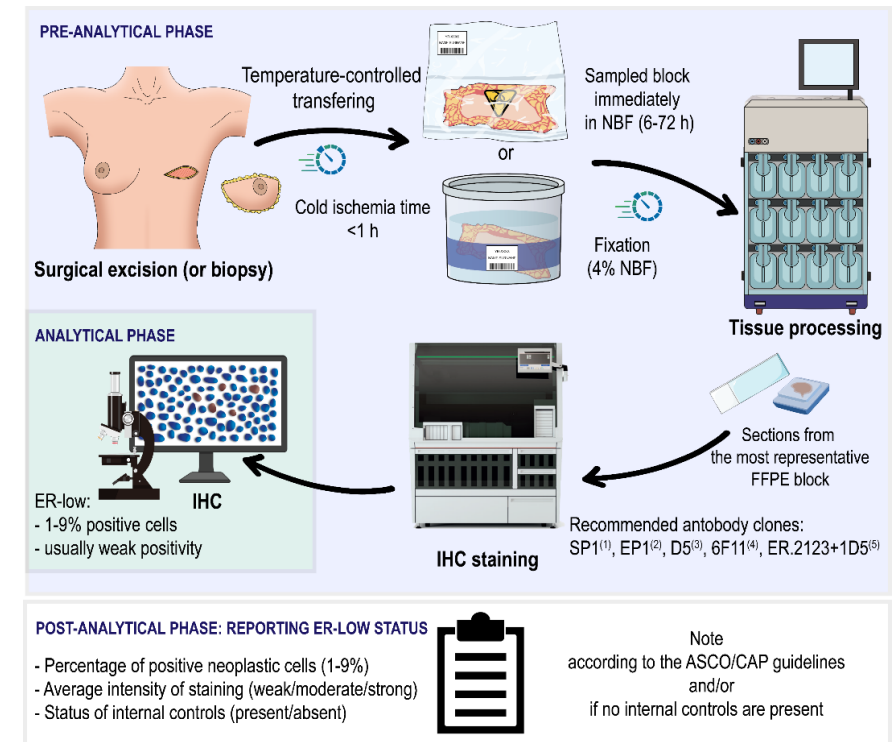 PRE-ANALYTICAL PHASE
Temperature-controlled
transfering
Cold ischemia time
<1 h
Surgical excision (or biopsy)
or
Sampled block
immediately
in NBF (6-72 h)
Fixation
(4% NBF)
Tissue processing
Sections from
the most representative
FFPE block
Recommended antobody clones:
SP1(1), EP1(2), D5(3), 6F11(4), ER.2123+1D5(5)
IHC staining
ANALYTICAL PHASE
IHC
ER-low:
- 1-9% positive cells
- usually weak positivity
POST-ANALYTICAL PHASE: REPORTING ER-LOW STATUS
- Percentage of positive neoplastic cells (1-9%)
- Average intensity of staining (weak/moderate/strong)
- Status of internal controls (present/absent)
Note
according to the ASCO/CAP guidelines
and/or
if no internal controls are present